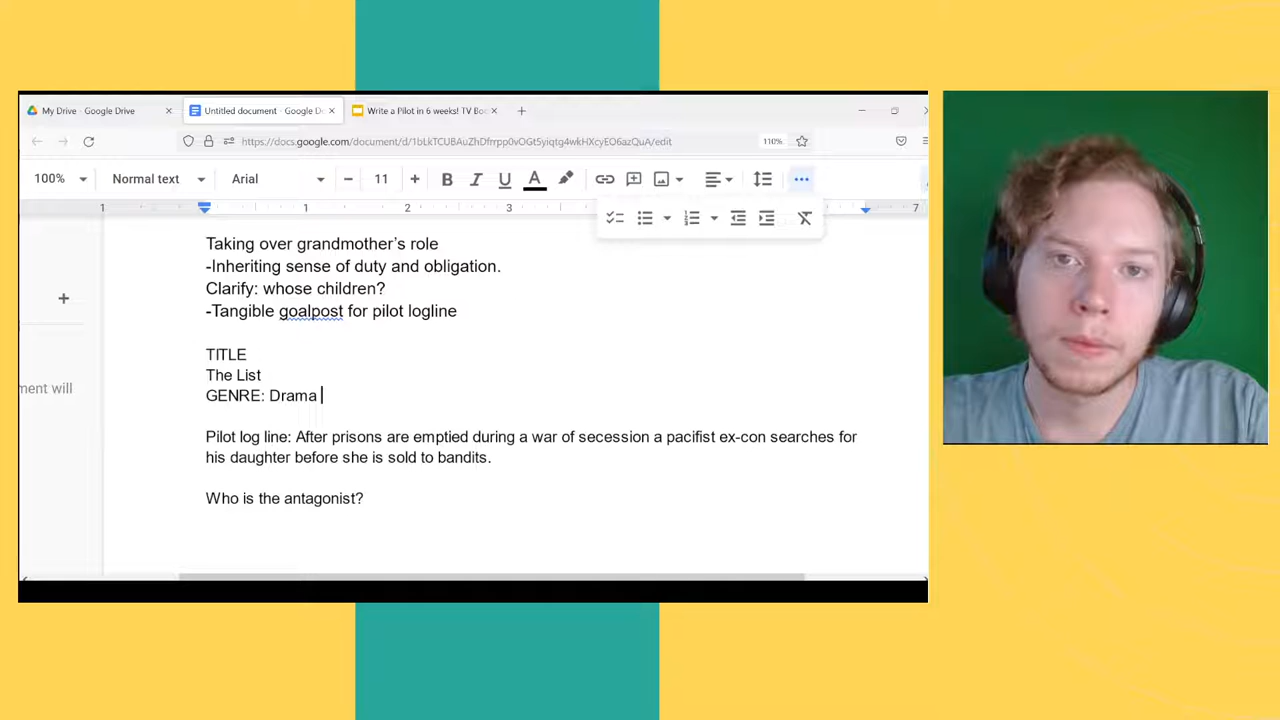 My Drive - Google Drive
Untitled document - Google D
Write a Pilot in 6 weeks! TV Bo
https://docs.google.com/document/d/1bLkTCUBAuZhDfrrpp0vOGt5yiqtg4wkHXcyEO6azQuA/edit
110%
100%
Normal text
Arial
11
B I U A
1 1 2 3 7
Taking over grandmother's role
-Inheriting sense of duty and obligation.
Clarify: whose children?
-Tangible goalpost for pilot logline
ment will
TITLE
The List
GENRE: Drama
Pilot log line: After prisons are emptied during a war of secession a pacifist ex-con searches for
his daughter before she is sold to bandits.
Who is the antagonist?